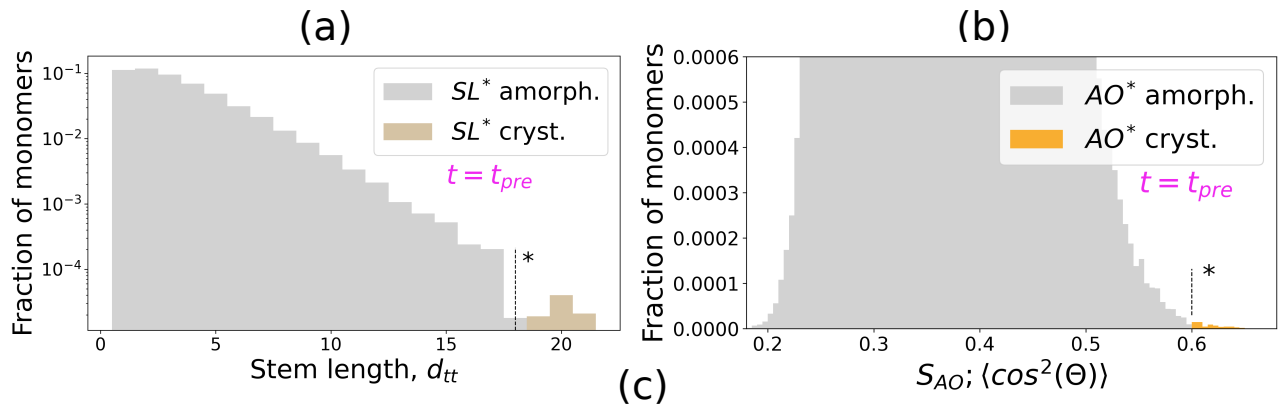 (a)
Fraction of monomers
10⁻¹
10⁻²
10⁻³
10⁻⁴
SL* amorph.
SL* cryst.
t = t_pre
*
0 5 10 15 20
Stem length, d_tt
(b)
Fraction of monomers
0.0006
0.0005
0.0004
0.0003
0.0002
0.0001
0.0000
AO* amorph.
AO* cryst.
t = t_pre
*
0.2 0.3 0.4 0.5 0.6
S_AO; ⟨cos²(Θ)⟩
(c)